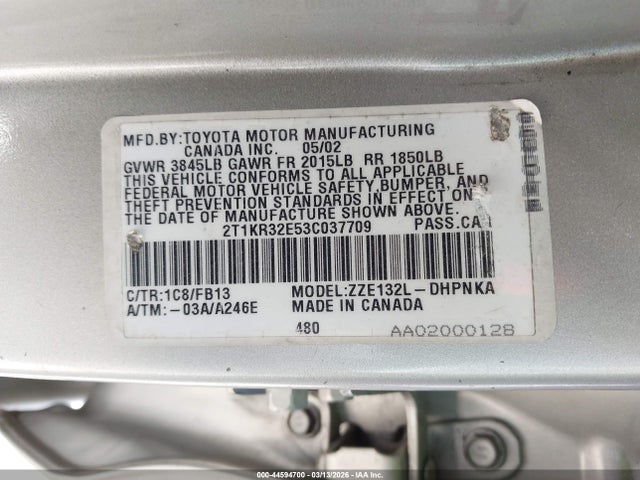 MFD.BY:TOYOTA MOTOR MANUFACTURING
CANADA INC. 05/02
GVWR 3845LB GAWR FR 2015LB RR 1850LB
THIS VEHICLE CONFORMS TO ALL APPLICABLE
FEDERAL MOTOR VEHICLE SAFETY,BUMPER, AND
THEFT PREVENTION STANDARDS IN EFFECT ON
THE DATE OF MANUFACTURE SHOWN ABOVE.
2T1KR32E53C037709 PASS.CA
C/TR:1C8/FB13 MODEL:ZZE132L-DHPNKA
A/TM:-03A/A246E MADE IN CANADA
480 AA0200012B
000-44594700 - 03/13/2026 - IAA Inc.